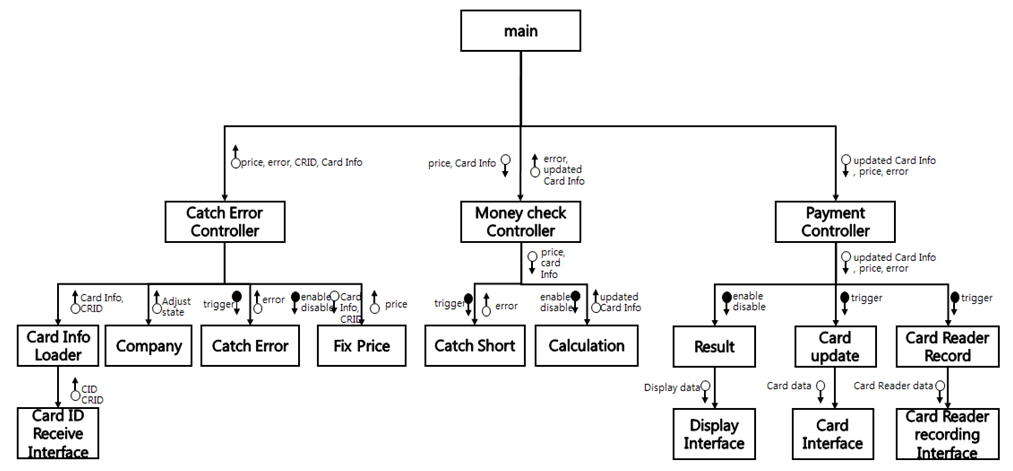 main
price, error, CRID, Card Info
price, Card Info
error,
updated
Card Info
updated Card Info
, price, error
Catch Error
Controller
Money check
Controller
Payment
Controller
price,
card
Info
updated Card Info
, price, error
Card Info,
CRID
Adjust
state
trigger
error
enable
disable
Card
Info,
CRID
price
trigger
error
enable
disable
updated
Card Info
enable
disable
trigger
trigger
Card Info
Loader
Company
Catch Error
Fix Price
Catch Short
Calculation
Result
Card
update
Card Reader
Record
CID
CRID
Display data
Card data
Card Reader data
Card ID
Receive
Interface
Display
Interface
Card
Interface
Card Reader
recording
Interface